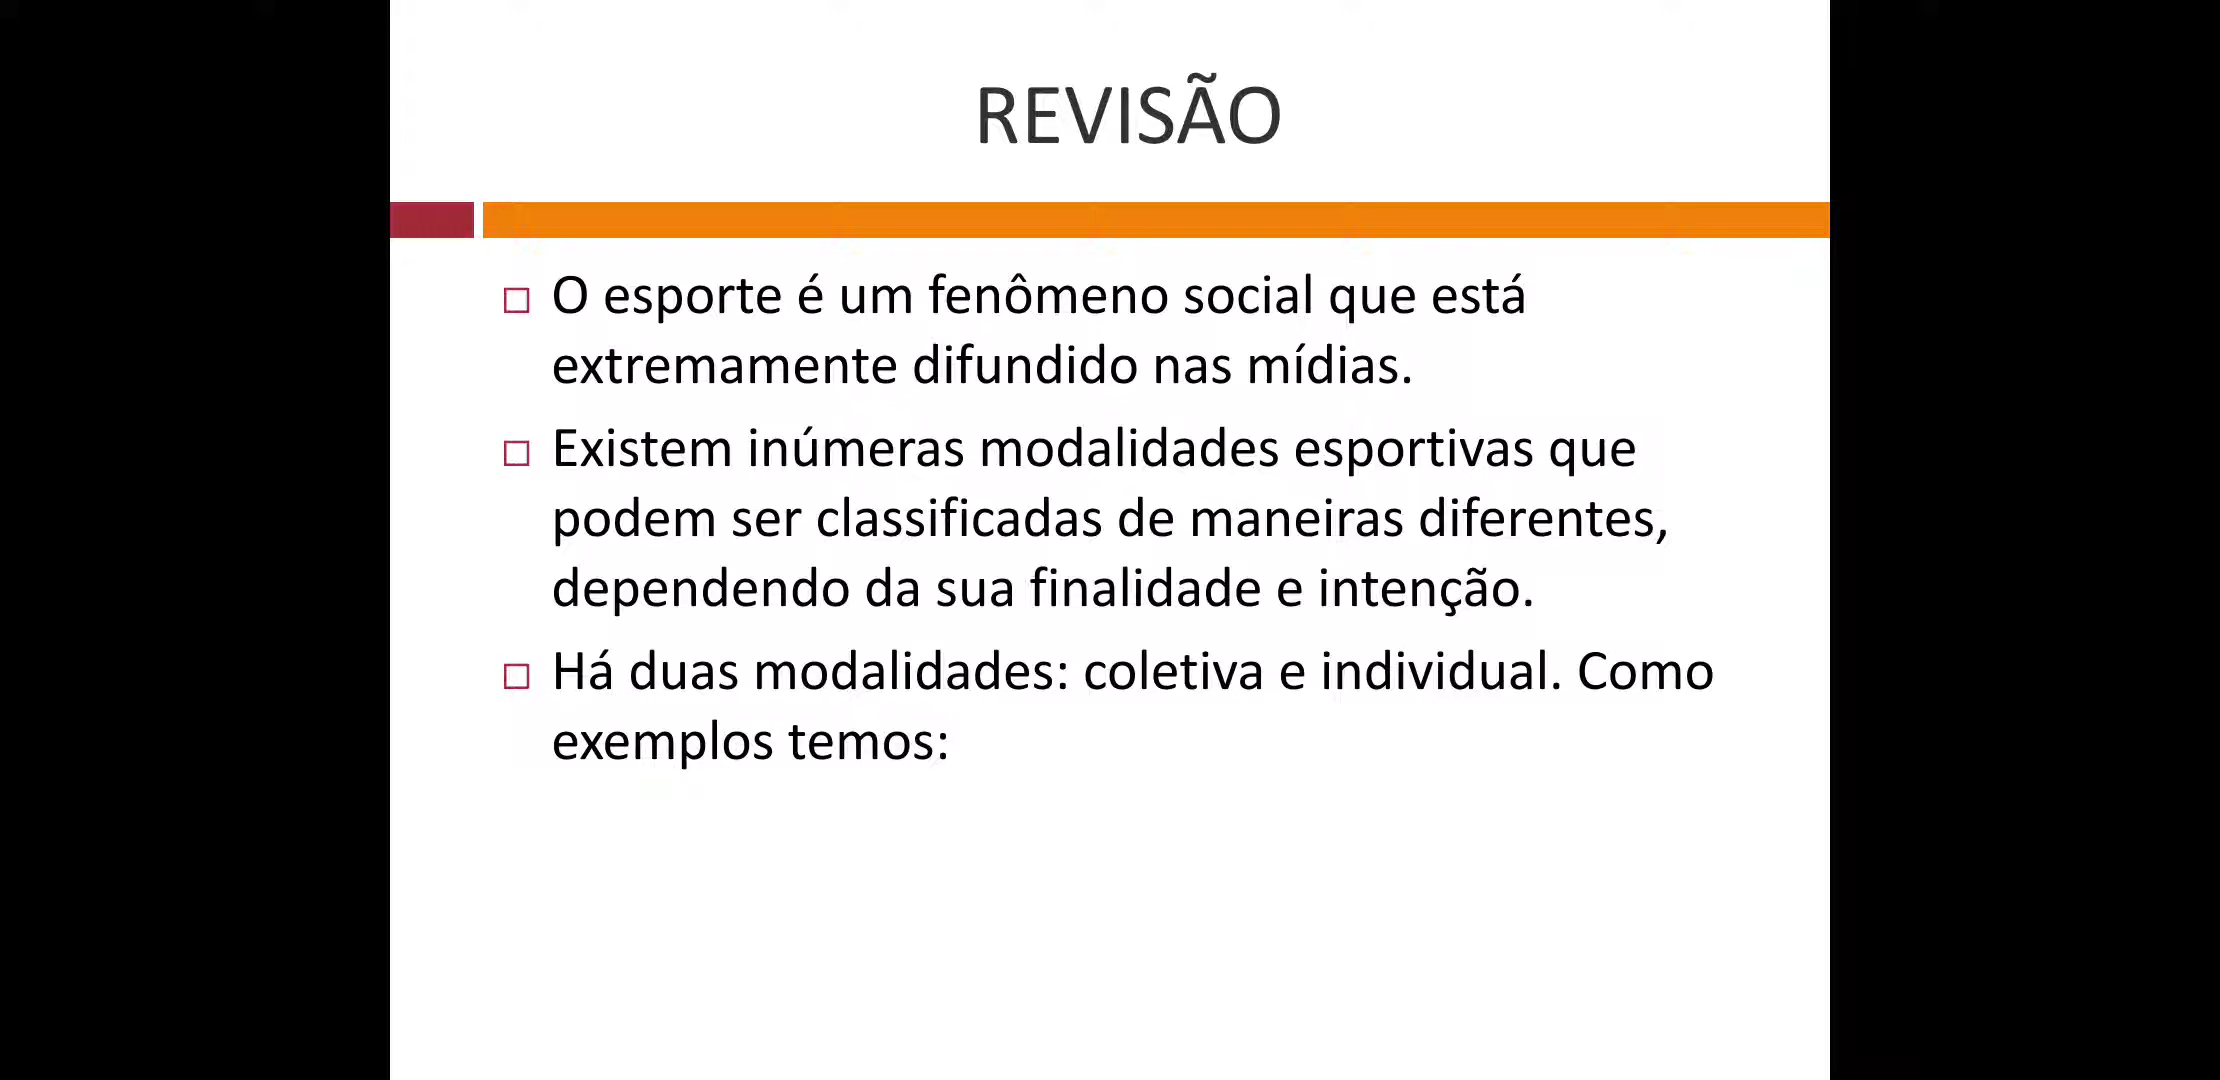 REVISÃO
O esporte é um fenômeno social que está
extremamente difundido nas mídias.
Existem inúmeras modalidades esportivas que
podem ser classificadas de maneiras diferentes,
dependendo da sua finalidade e intenção.
Há duas modalidades: coletiva e individual. Como
exemplos temos: